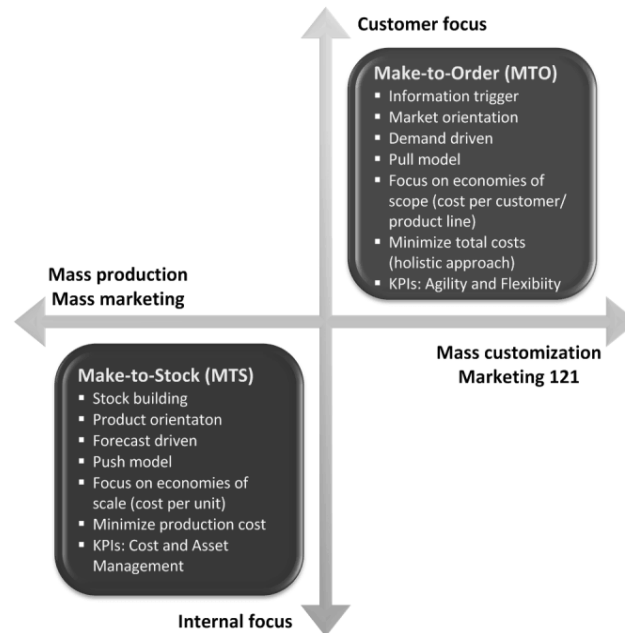 Customer focus
Make-to-Order (MTO)
▪ Information trigger
▪ Market orientation
▪ Demand driven
▪ Pull model
▪ Focus on economies of
scope (cost per customer/
product line)
▪ Minimize total costs
(holistic approach)
▪ KPIs: Agility and Flexibiity
Mass production
Mass marketing
Mass customization
Marketing 121
Make-to-Stock (MTS)
▪ Stock building
▪ Product orientaton
▪ Forecast driven
▪ Push model
▪ Focus on economies of
scale (cost per unit)
▪ Minimize production cost
▪ KPIs: Cost and Asset
Management
Internal focus